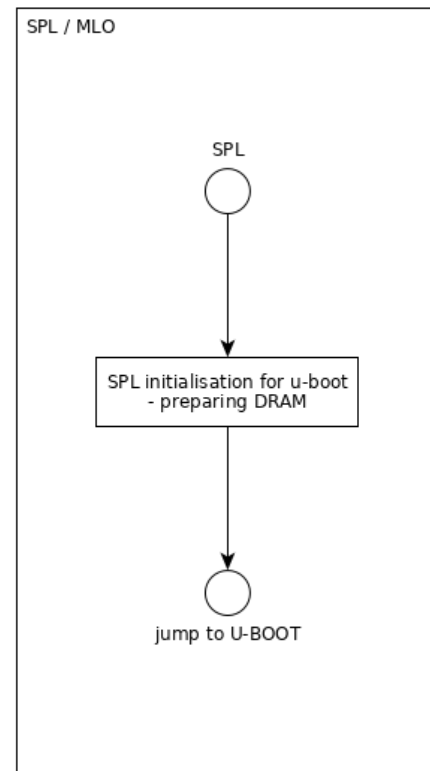 SPL / MLO
SPL
SPL initialisation for u-boot
- preparing DRAM
jump to U-BOOT